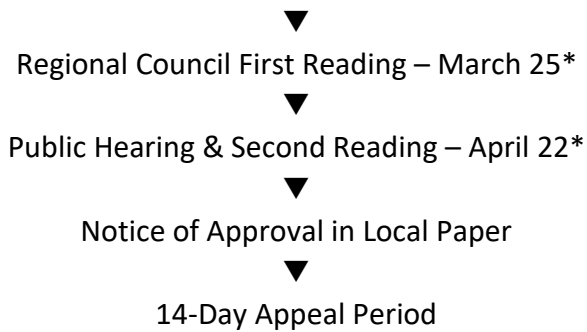 Regional Council First Reading – March 25*
Public Hearing & Second Reading – April 22*
Notice of Approval in Local Paper
14-Day Appeal Period